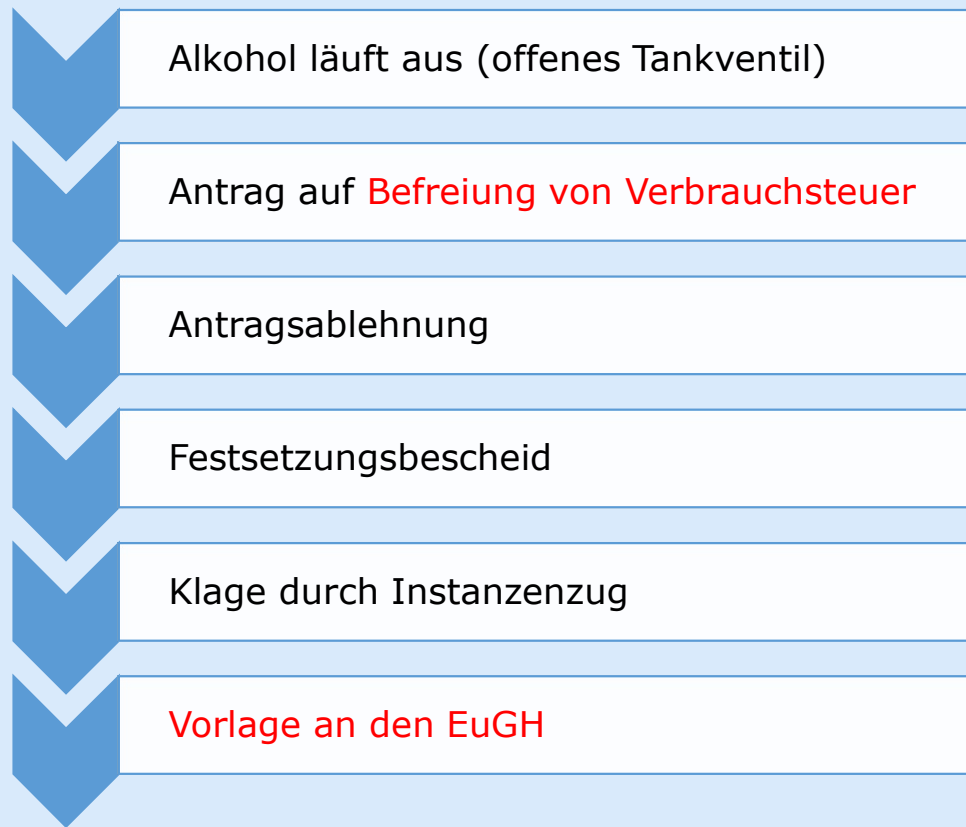 Alkohol läuft aus (offenes Tankventil)
Antrag auf Befreiung von Verbrauchsteuer
Antragsablehnung
Festsetzungsbescheid
Klage durch Instanzenzug
Vorlage an den EuGH